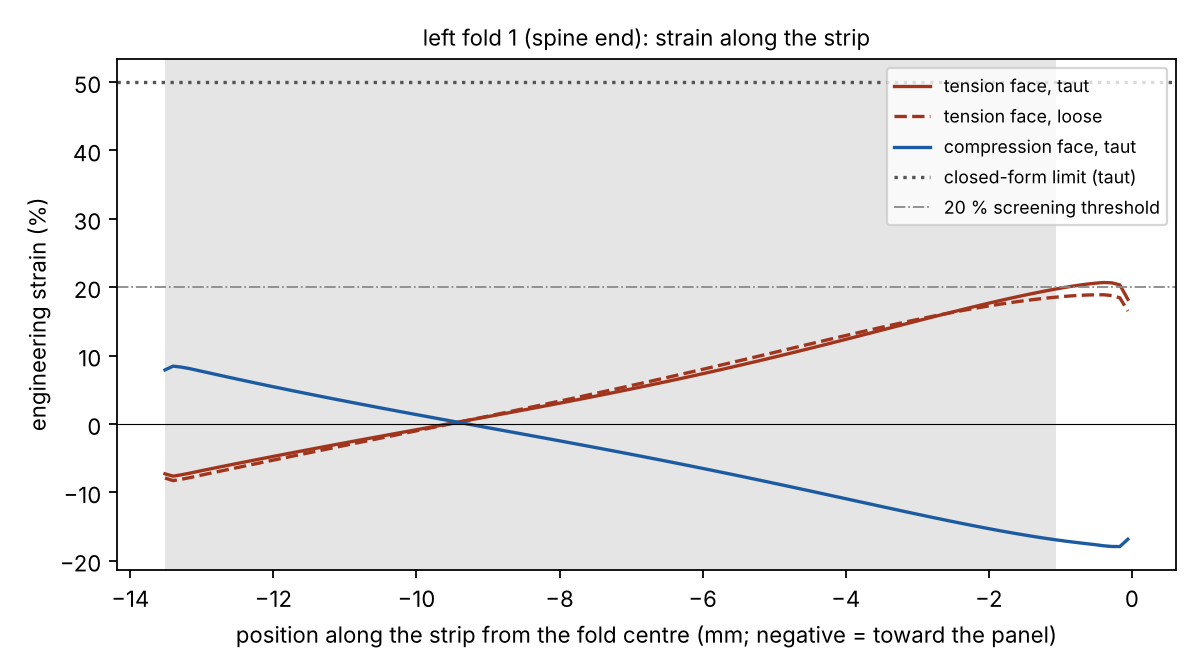 left fold 1 (spine end): strain along the strip
tension face, taut
tension face, loose
compression face, taut
closed-form limit (taut)
20 % screening threshold
engineering strain (%)
50
40
30
20
10
0
−10
−20
−14
−12
−10
−8
−6
−4
−2
0
position along the strip from the fold centre (mm; negative = toward the panel)